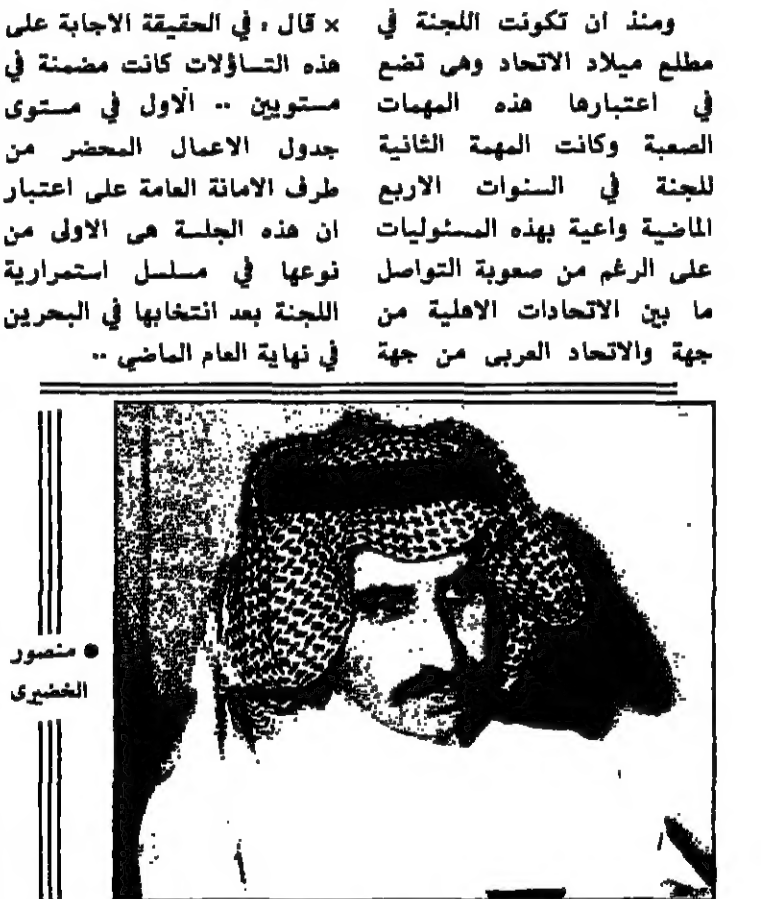 ومنذ ان تكونت اللجنة في
مطلع ميلاد الاتحاد وهى تضع
في اعتبارها هذه المهمات
الصعبة وكانت المهمة الثانية
للجنة في السنوات الاربع
الماضية واعية بهذه المسئوليات
على الرغم من صعوبة التواصل
ما بين الاتحادات الاهلية من
جهة والاتحاد العربى من جهة
× قال : في الحقيقة الاجابة على
هذه التساؤلات كانت مضمنة في
مستويين .. الاول في مستوى
جدول الاعمال المحضر من
طرف الامانة العامة على اعتبار
ان هذه الجلسة هى الاولى من
نوعها في مسلسل استمرارية
اللجنة بعد انتخابها في البحرين
في نهاية العام الماضي ..
● منصور
الخضيرى